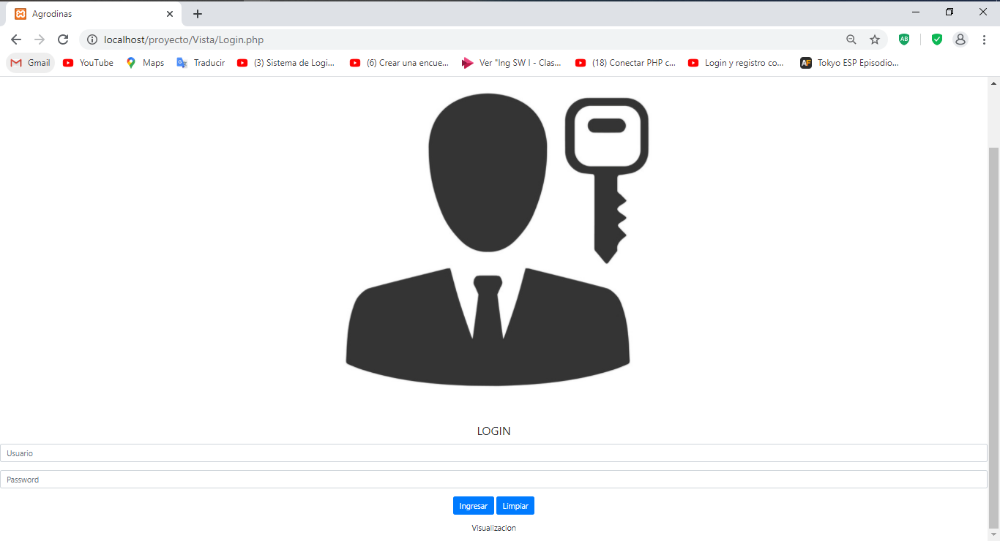 Agrodinas
localhost/proyecto/Vista/Login.php
AB
Gmail YouTube Maps Traducir (3) Sistema de Logi... (6) Crear una encue... Ver "Ing SW I - Clas... (18) Conectar PHP c... Login y registro co... AF Tokyo ESP Episodio...
LOGIN
Usuario
Password
Ingresar Limpiar
Visualizacion